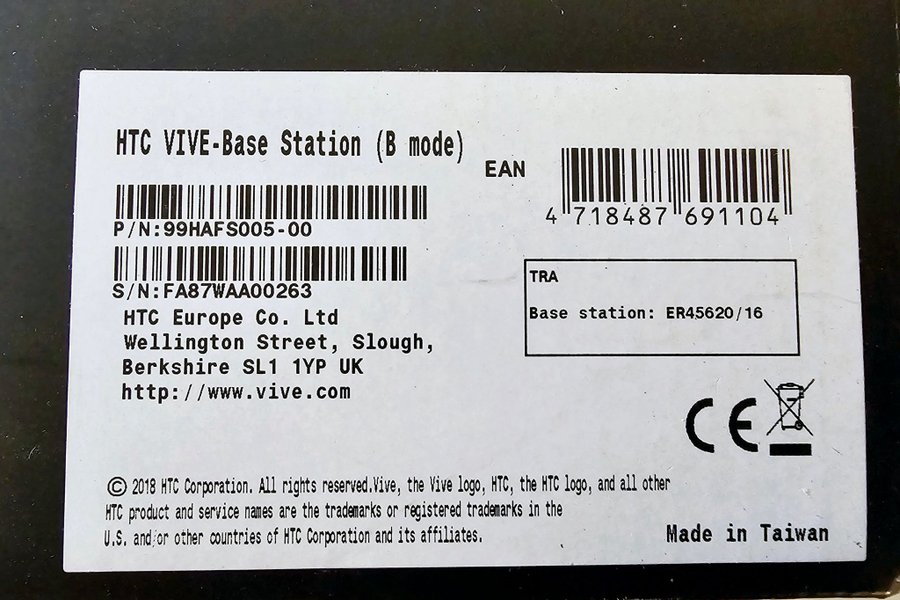 HTC VIVE-Base Station (B mode)
P/N:99HAFS005-00
S/N:FA87WAA00263
HTC Europe Co. Ltd
Wellington Street, Slough,
Berkshire SL1 1YP UK
http://www.vive.com
EAN
4 718487 691104
TRA
Base station: ER45620/16
CE
© 2018 HTC Corporation. All rights reserved.Vive, the Vive logo, HTC, the HTC logo, and all other
HTC product and service names are the trademarks or registered trademarks in the
U.S. and/or other countries of HTC Corporation and its affiliates.
Made in Taiwan